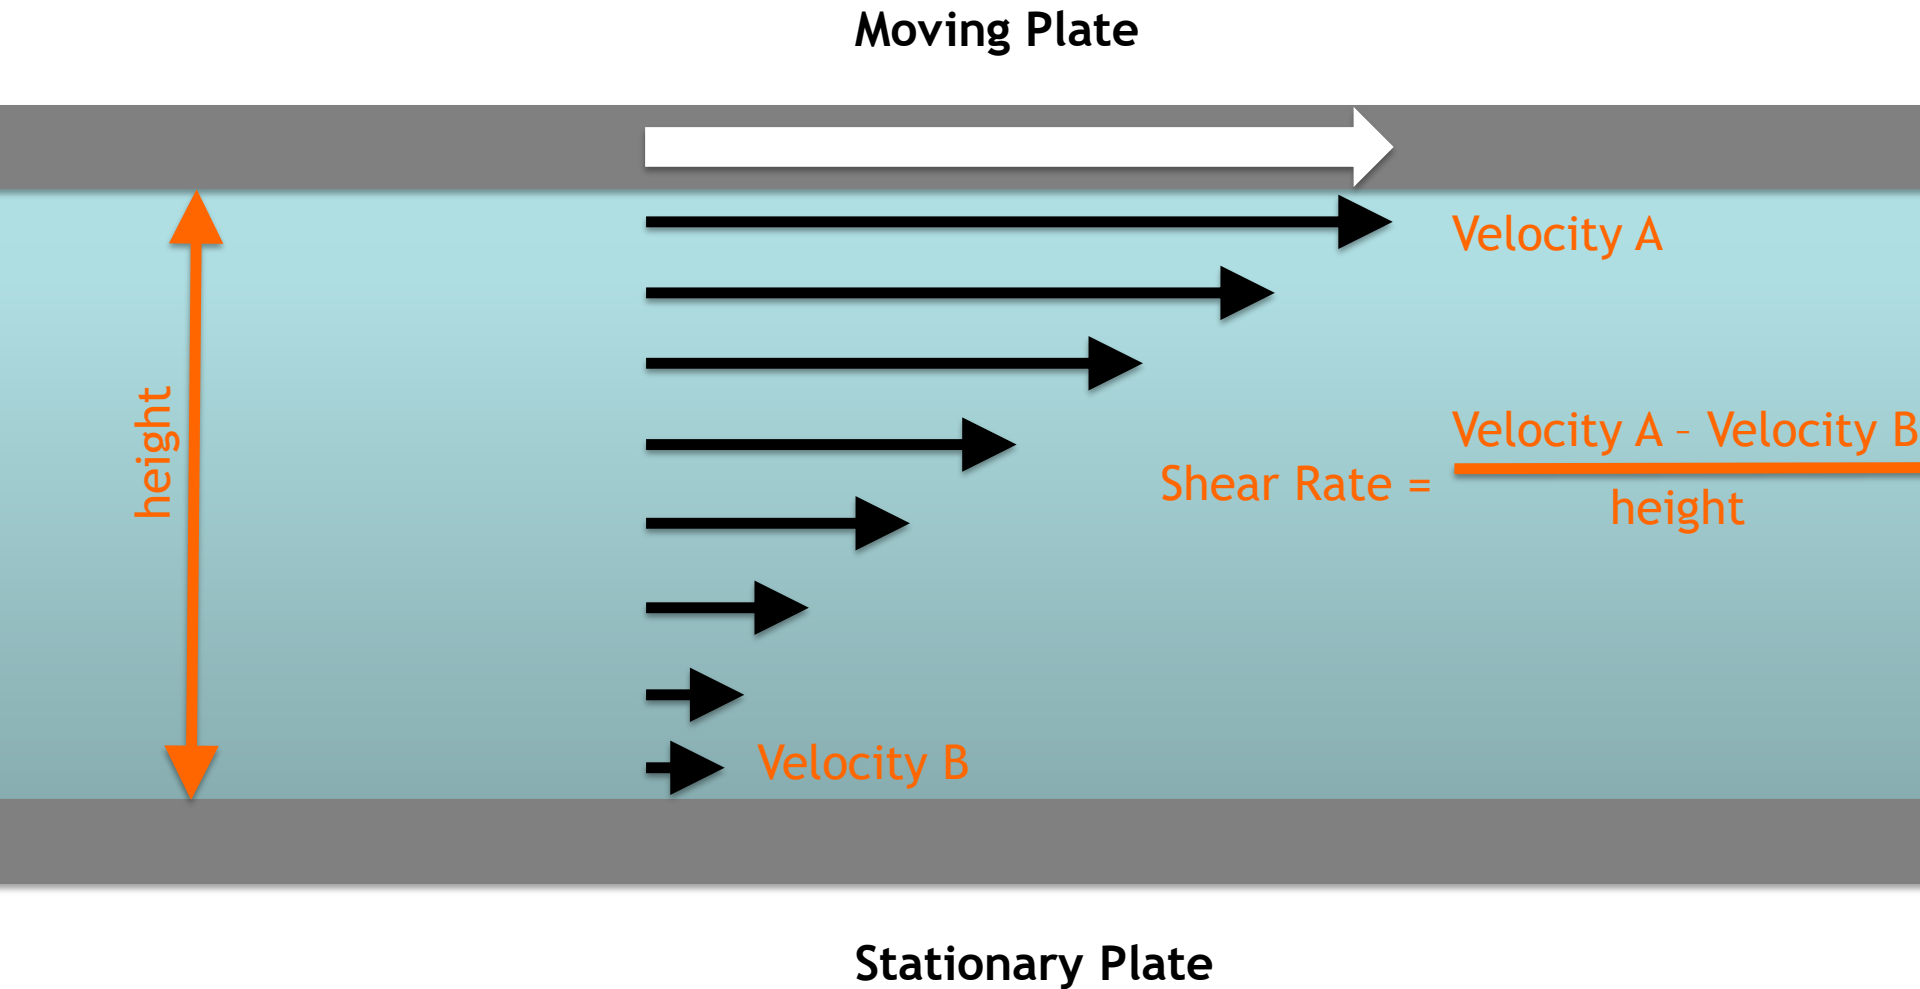 Moving Plate
Velocity A
height
Velocity A – Velocity B
Shear Rate =
height
Velocity B
Stationary Plate